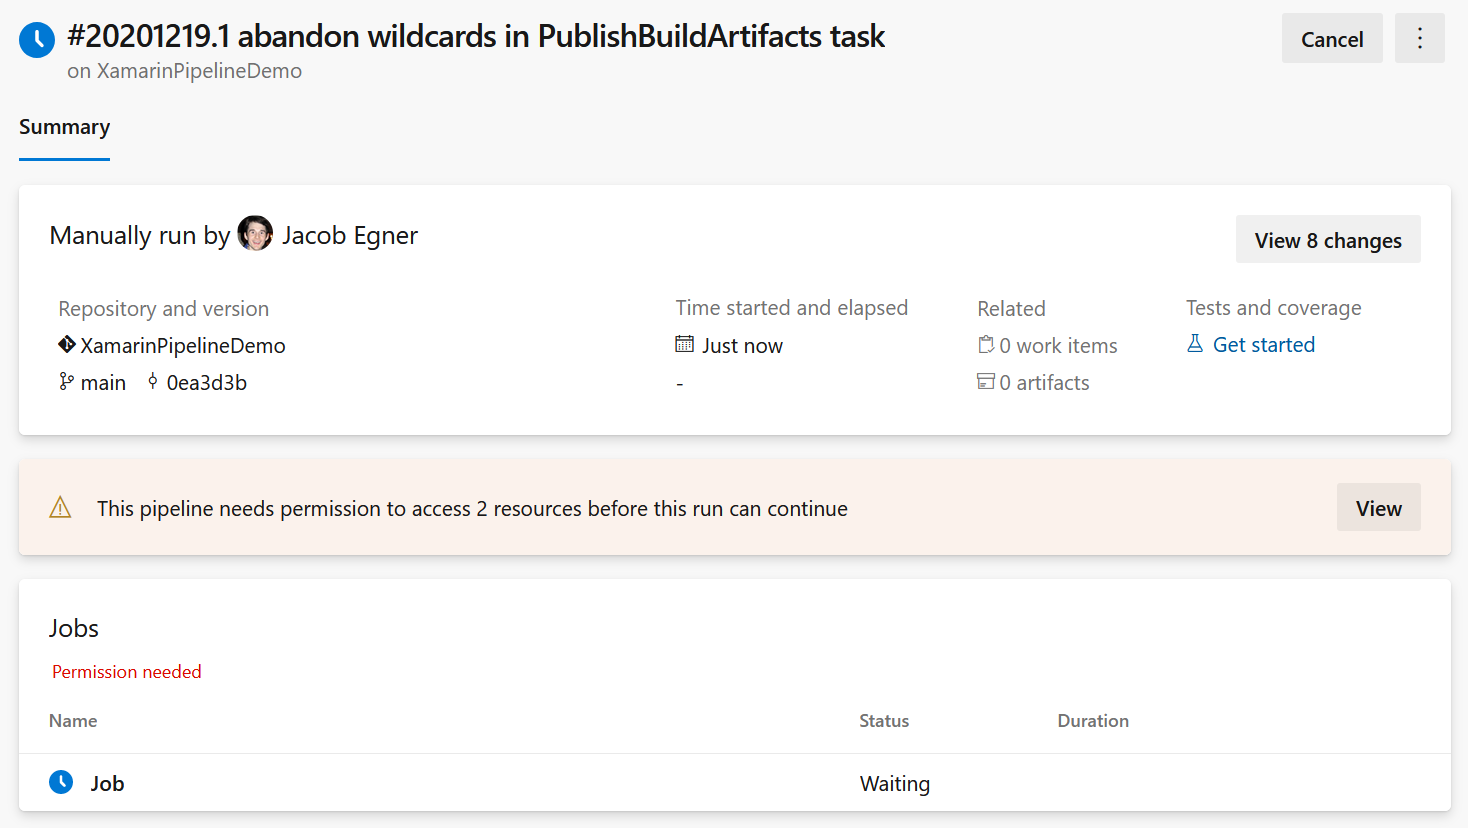 #20201219.1 abandon wildcards in PublishBuildArtifacts task
on XamarinPipelineDemo
Cancel
Summary
Manually run by Jacob Egner
View 8 changes
Repository and version
XamarinPipelineDemo
main 0ea3d3b
Time started and elapsed
Just now
-
Related
0 work items
0 artifacts
Tests and coverage
Get started
This pipeline needs permission to access 2 resources before this run can continue
View
Jobs
Permission needed
Name Status Duration
Job Waiting